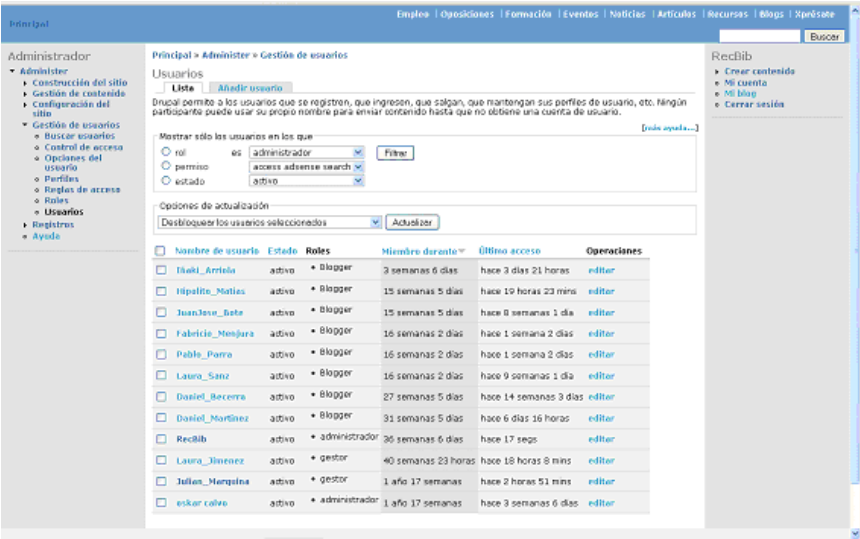 Empleo | Oposiciones | Formación | Eventos | Noticias | Artículos | Recursos | Blogs | Xprésate
Principal
Buscar
Administrador
Administer
Construcción del sitio
Gestión de contenido
Configuración del
sitio
Gestión de usuarios
Buscar usuarios
Control de acceso
Opciones del
usuario
Perfiles
Reglas de acceso
Roles
Usuarios
Registros
Ayuda
Principal » Administer » Gestión de usuarios
Usuarios
Lista Añadir usuario
Drupal permite a los usuarios que se registren, que ingresen, que salgan, que mantengan sus perfiles de usuario, etc. Ningún
participante puede usar su propio nombre para enviar contenido hasta que no obtiene una cuenta de usuario.
[más ayuda...]
Mostrar sólo los usuarios en los que
rol es administrador Filtrar
permiso access adsense search
estado activo
Opciones de actualización
Desbloquear los usuarios seleccionados Actualizar
Nombre de usuario Estado Roles Miembro durante Último acceso Operaciones
Iñaki_Arriola activo • Blogger 3 semanas 6 días hace 3 días 21 horas editar
Hipolito_Matias activo • Blogger 15 semanas 5 días hace 19 horas 23 mins editar
JuanJose_Bote activo • Blogger 15 semanas 5 días hace 8 semanas 1 día editar
Fabricio_Menjura activo • Blogger 16 semanas 2 días hace 1 semana 2 días editar
Pablo_Parra activo • Blogger 16 semanas 2 días hace 1 semana 2 días editar
Laura_Sanz activo • Blogger 16 semanas 2 días hace 9 semanas 1 día editar
Daniel_Becerra activo • Blogger 27 semanas 5 días hace 14 semanas 3 días editar
Daniel_Martinez activo • Blogger 31 semanas 5 días hace 6 días 16 horas editar
RecBib activo • administrador 36 semanas 6 días hace 17 segs editar
Laura_Jimenez activo • gestor 40 semanas 23 horas hace 18 horas 8 mins editar
Julian_Marquina activo • gestor 1 año 17 semanas hace 2 horas 51 mins editar
oskar calvo activo • administrador 1 año 17 semanas hace 3 semanas 6 días editar
RecBib
Crear contenido
Mi cuenta
Mi blog
Cerrar sesión